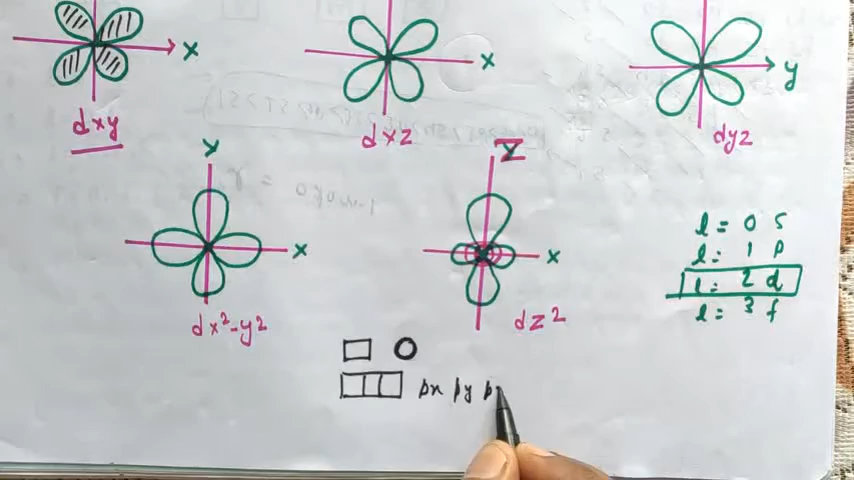 x
x
y
dxy
dxz
dyz
y
z
x
x
dx²-y²
dz²
l = 0 s
l = 1 p
l = 2 d
l = 3 f
px py p